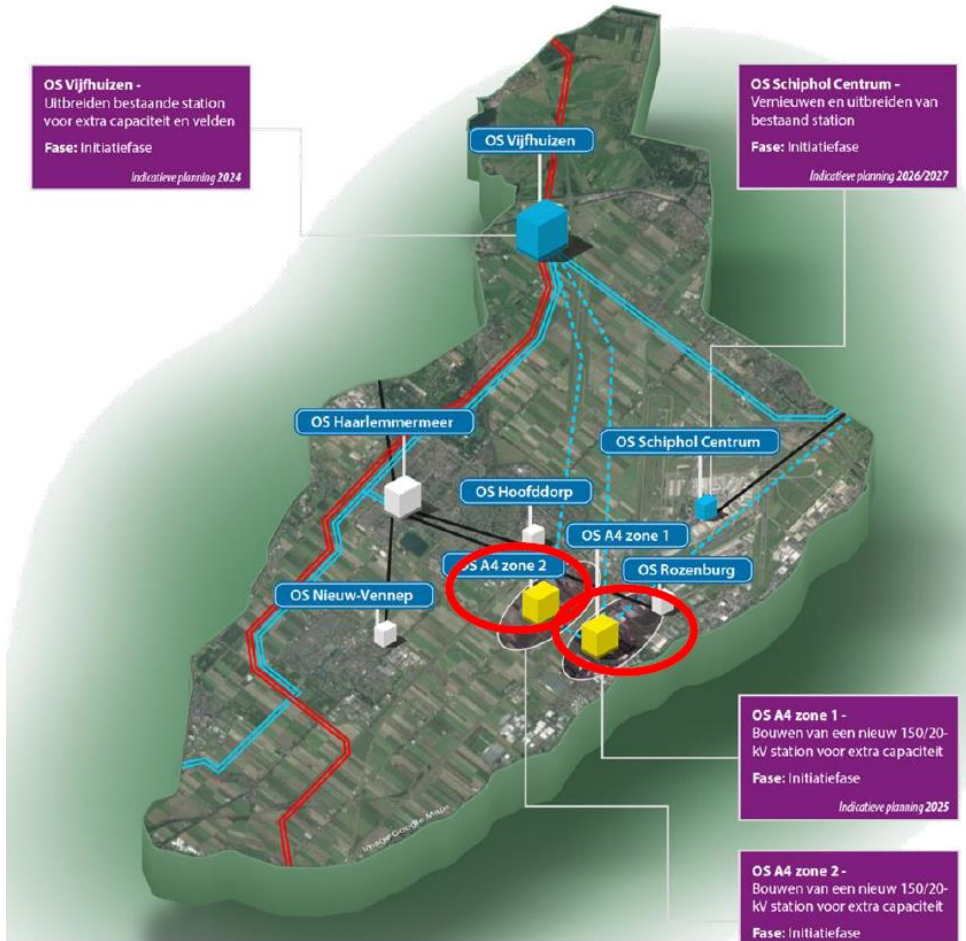 OS Vijfhuizen -
Uitbreiden bestaande station
voor extra capaciteit en velden
Fase: Initiatiefase
Indicatieve planning 2024
OS Schiphol Centrum -
Vernieuwen en uitbreiden van
bestaand station
Fase: Initiatiefase
Indicatieve planning 2026/2027
OS Vijfhuizen
OS Haarlemmermeer
OS Schiphol Centrum
OS Hoofddorp
OS A4 zone 1
OS A4 zone 2
OS Rozenburg
OS Nieuw-Vennep
OS A4 zone 1 -
Bouwen van een nieuw 150/20-
kV station voor extra capaciteit
Fase: Initiatiefase
Indicatieve planning 2025
Image Google Maps
OS A4 zone 2 -
Bouwen van een nieuw 150/20-
kV station voor extra capaciteit
Fase: Initiatiefase